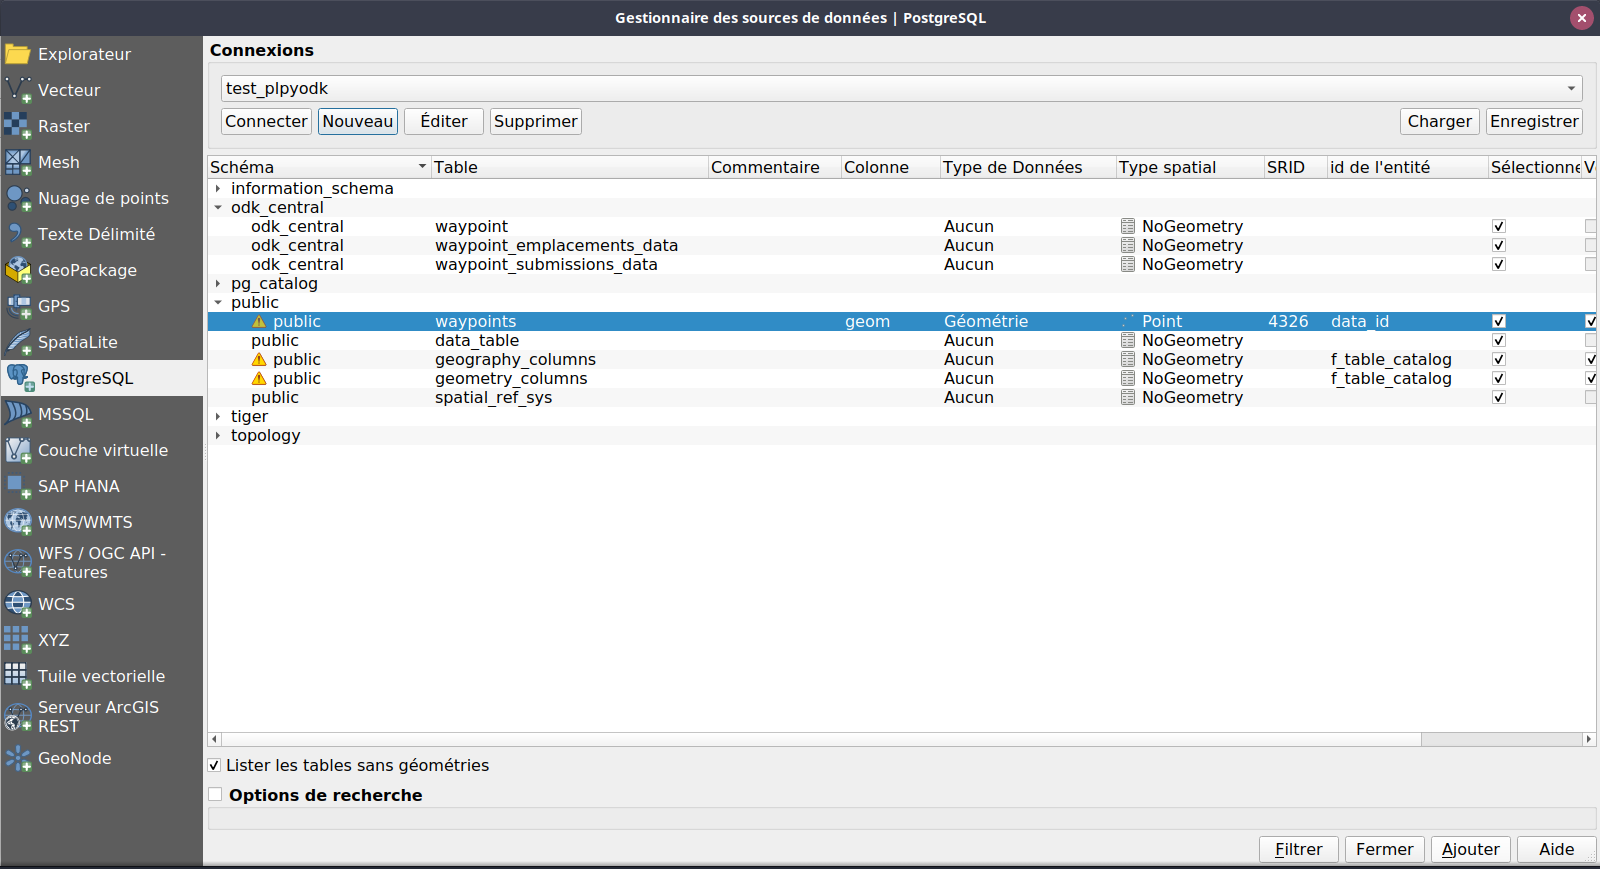 Gestionnaire des sources de données | PostgreSQL
Explorateur
Vecteur
Raster
Mesh
Nuage de points
Texte Délimité
GeoPackage
GPS
SpatiaLite
PostgreSQL
MSSQL
Couche virtuelle
SAP HANA
WMS/WMTS
WFS / OGC API -
Features
WCS
XYZ
Tuile vectorielle
Serveur ArcGIS
REST
GeoNode
Connexions
test_plpyodk
Connecter Nouveau Éditer Supprimer Charger Enregistrer
Schéma Table Commentaire Colonne Type de Données Type spatial SRID id de l'entité Sélectionne V
information_schema
odk_central
odk_central waypoint Aucun NoGeometry
odk_central waypoint_emplacements_data Aucun NoGeometry
odk_central waypoint_submissions_data Aucun NoGeometry
pg_catalog
public
public waypoints geom Géométrie Point 4326 data_id
public data_table Aucun NoGeometry
public geography_columns Aucun NoGeometry f_table_catalog
public geometry_columns Aucun NoGeometry f_table_catalog
public spatial_ref_sys Aucun NoGeometry
tiger
topology
Lister les tables sans géométries
Options de recherche
Filtrer Fermer Ajouter Aide